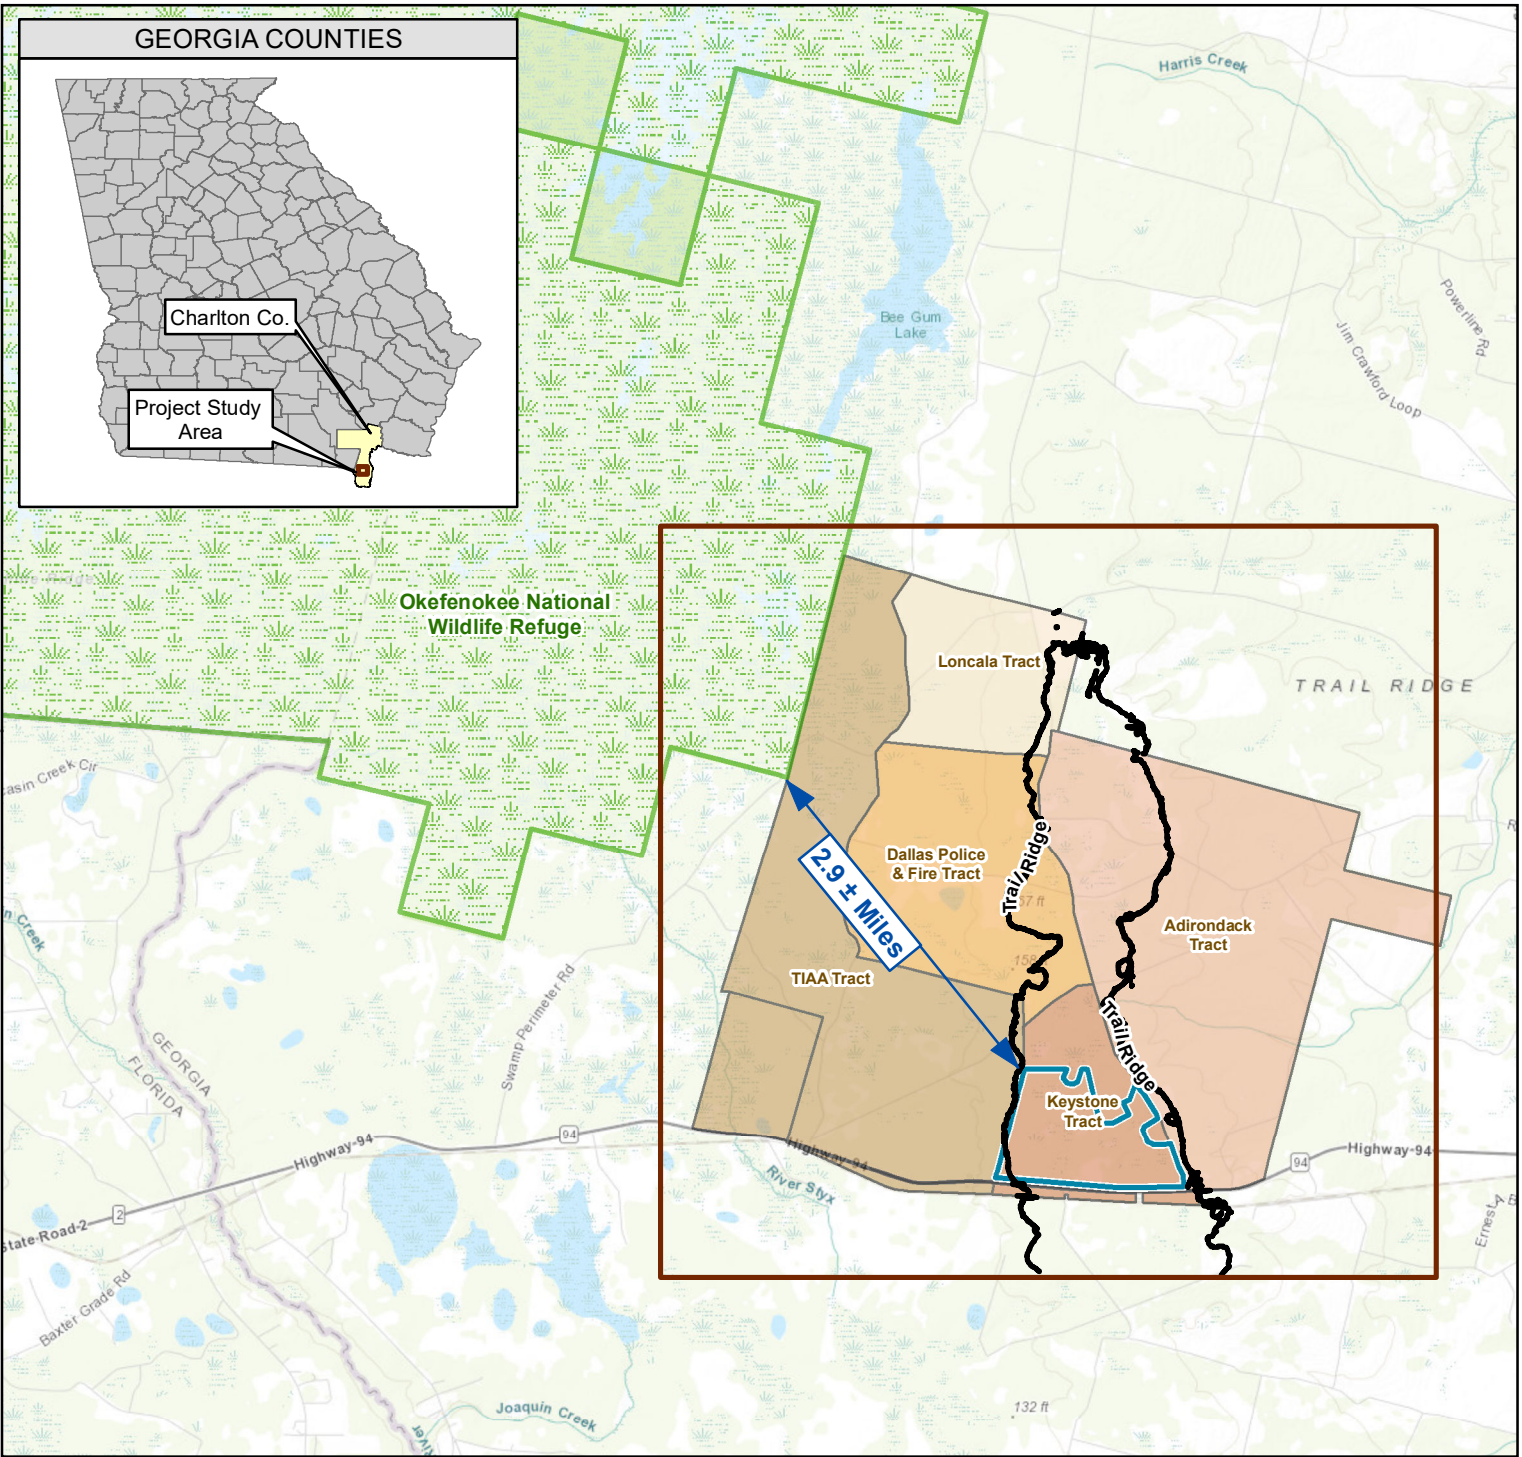 GEORGIA COUNTIES
Charlton Co.
Project Study
Area
Harris Creek
Powerline Rd
Jim Crawford Loop
Bee Gum
Lake
Okefenokee National
Wildlife Refuge
Loncala Tract
TRAIL RIDGE
Dallas Police
& Fire Tract
Trail Ridge
2.9 ± Miles
158
Adirondack
Tract
TIAA Tract
Trail Ridge
Keystone
Tract
Swamp Perimeter Rd
GEORGIA
FLORIDA
Highway-94
94
Highway-94
94
Highway-94
River Styx
2
State-Road-2
Baxter Grade Rd
Joaquin Creek
River
132 ft